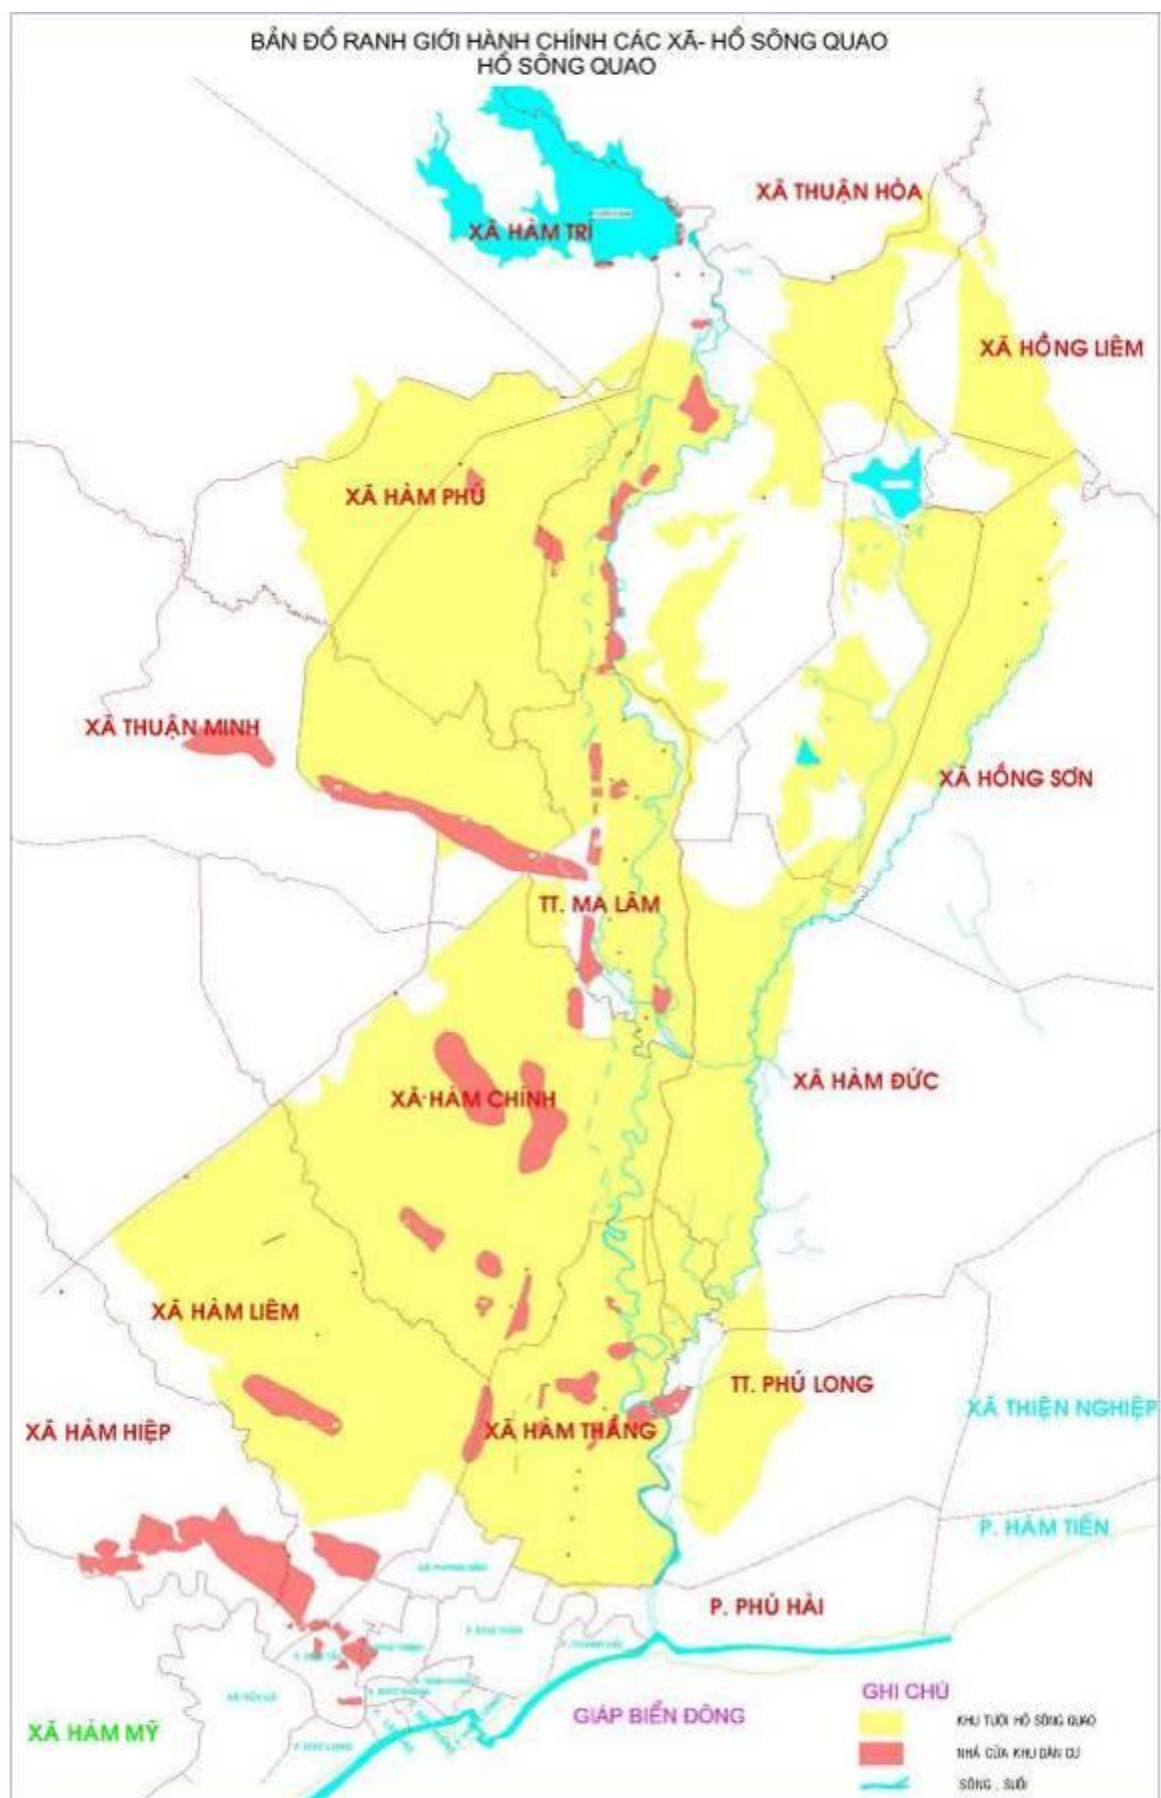 BẢN ĐỒ RANH GIỚI HÀNH CHÍNH CÁC XÃ- HỒ SÔNG QUAO
HỒ SÔNG QUAO
XÃ THUẬN HÒA
XÃ HÀM TRÍ
XÃ HỒNG LIÊM
XÃ HÀM PHÚ
XÃ THUẬN MINH
XÃ HỒNG SƠN
TT. MA LÂM
XÃ HÀM ĐỨC
XÃ HÀM CHÍNH
XÃ HÀM LIÊM
TT. PHÚ LONG
XÃ THIỆN NGHIỆP
XÃ HÀM HIỆP
XÃ HÀM THẮNG
P. HÀM TIẾN
P. PHÚ HÀI
GHI CHÚ
GIÁP BIỂN ĐÔNG
XÃ HÀM MỸ
KHU TƯỚI HỒ SÔNG QUAO
NHÀ CỬA KHU DÂN CƯ
SÔNG , SUỐI